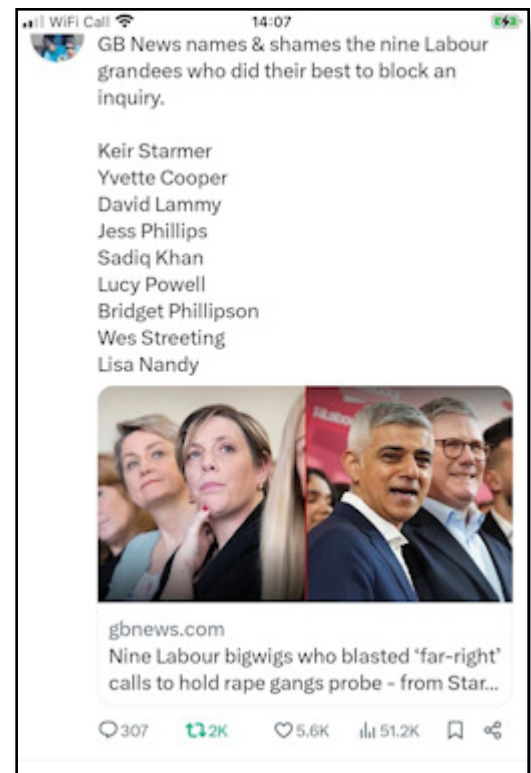 WiFi Call 14:07
GB News names & shames the nine Labour
grandees who did their best to block an
inquiry.
Keir Starmer
Yvette Cooper
David Lammy
Jess Phillips
Sadiq Khan
Lucy Powell
Bridget Phillipson
Wes Streeting
Lisa Nandy
gbnews.com
Nine Labour bigwigs who blasted ‘far-right’
calls to hold rape gangs probe - from Star...
307 2K 5.6K 51.2K